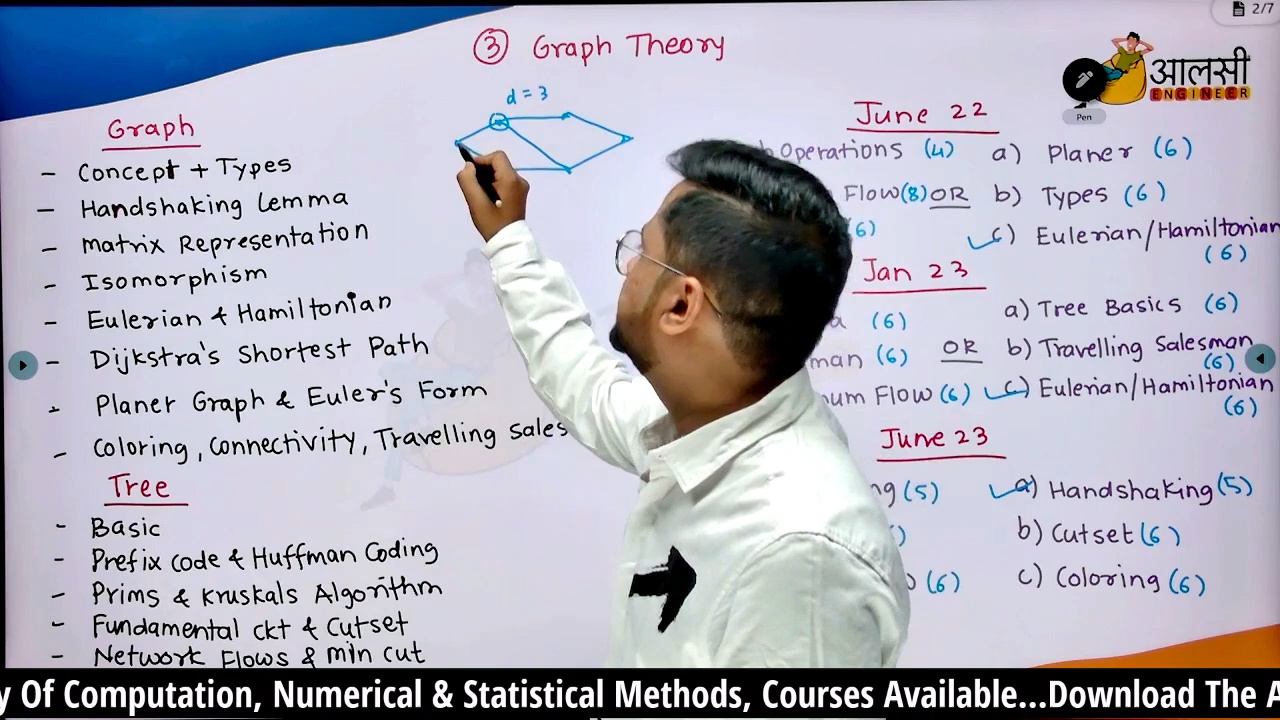 2/7
③ Graph Theory
आलसी
ENGINEER
Pen
d = 3
Graph
- Concept + Types
- Handshaking Lemma
- Matrix Representation
- Isomorphism
- Eulerian & Hamiltonian
- Dijkstra's Shortest Path
- Planer Graph & Euler's Form
- Coloring, Connectivity, Travelling Sales
Tree
- Basic
- Prefix code & Huffman Coding
- Prims & Kruskals Algorithm
- Fundamental ckt & Cutset
- Network Flows & min cut
June 22
Operations (4) a) Planer (6)
Flow (8) OR b) Types (6)
6) c) Eulerian/Hamiltonian
(6)
Jan 23
(6) a) Tree Basics (6)
man (6) OR b) Travelling Salesman
(6)
num Flow (6) c) Eulerian/Hamiltonian
(6)
June 23
ng (5) a) Handshaking (5)
) b) Cutset (6)
(6) c) Coloring (6)
y Of Computation, Numerical & Statistical Methods, Courses Available...Download The A